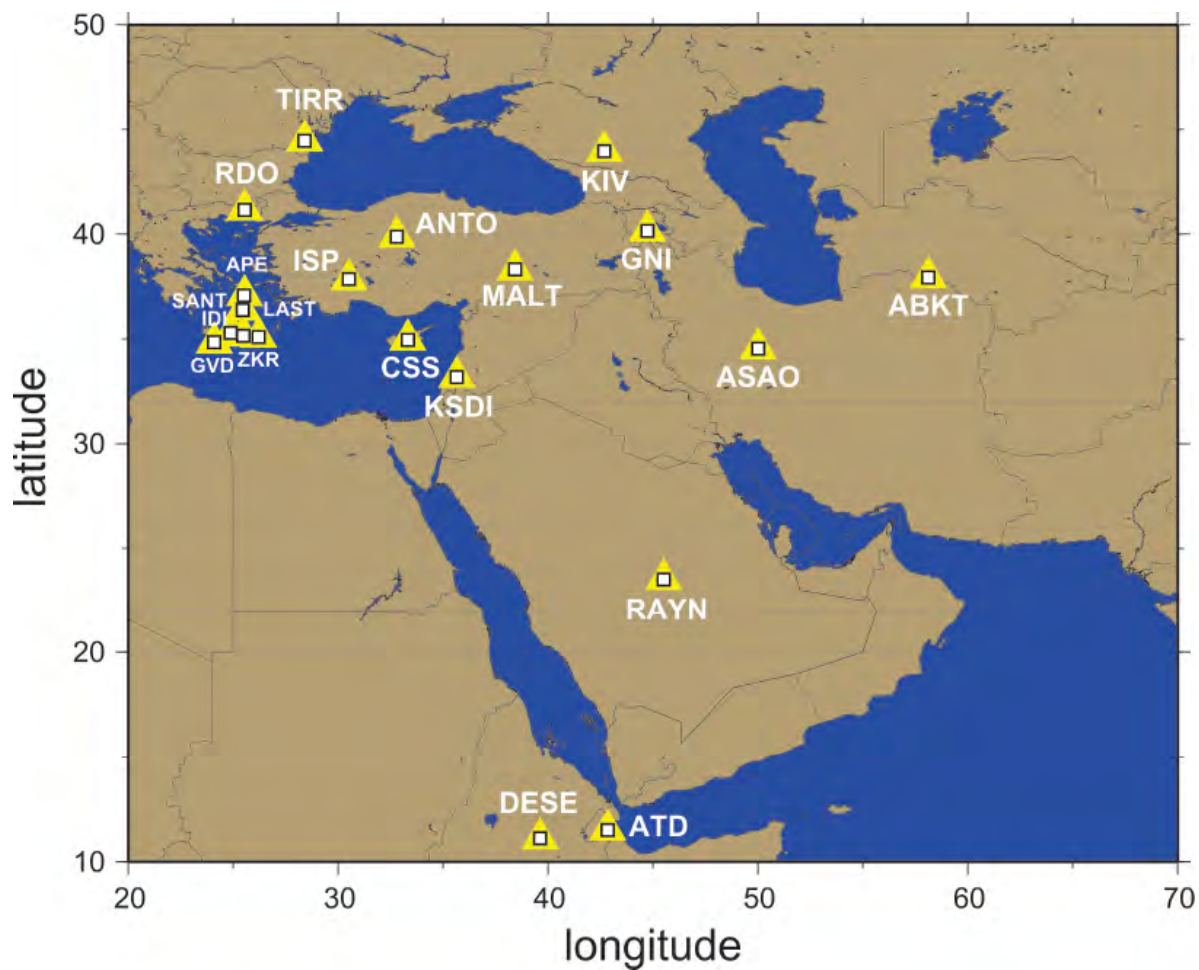 50
TIRR
RDO
KIV
40
ANTO
ISP
GNI
APE
MALT
ABKT
SANT
LAST
IDI
GVD
ZKR
CSS
ASAO
KSDI
30
latitude
RAYN
20
DESE
ATD
10
20 30 40 50 60 70
longitude